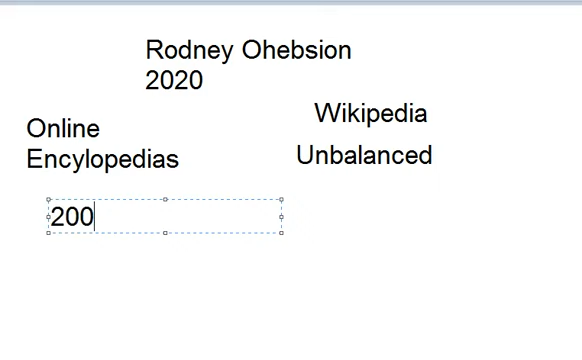 Rodney Ohebsion
2020
Wikipedia
Online
Encylopedias
Unbalanced
200